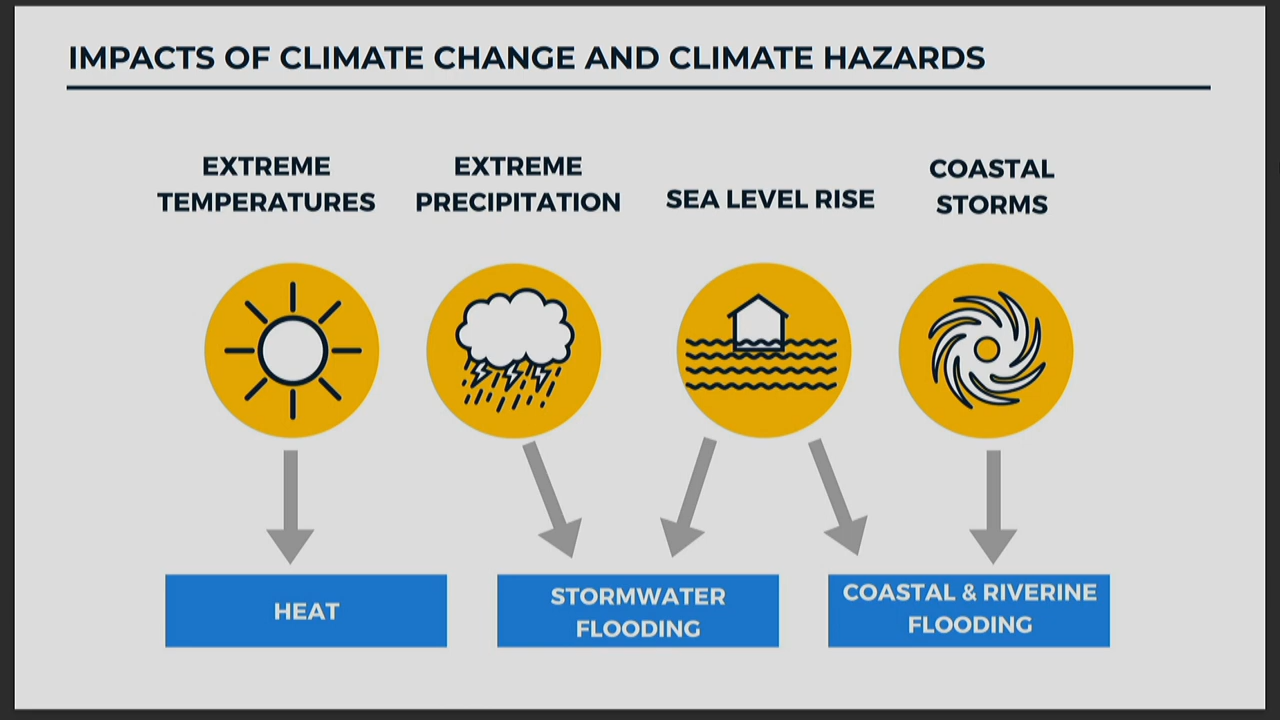 IMPACTS OF CLIMATE CHANGE AND CLIMATE HAZARDS
EXTREME
TEMPERATURES
EXTREME
PRECIPITATION
SEA LEVEL RISE
COASTAL
STORMS
HEAT
STORMWATER
FLOODING
COASTAL & RIVERINE
FLOODING